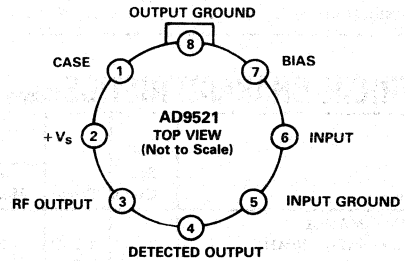 OUTPUT GROUND
8
CASE
1
7
BIAS
AD9521
TOP VIEW
(Not to Scale)
+VS
2
6
INPUT
RF OUTPUT
3
5
INPUT GROUND
4
DETECTED OUTPUT